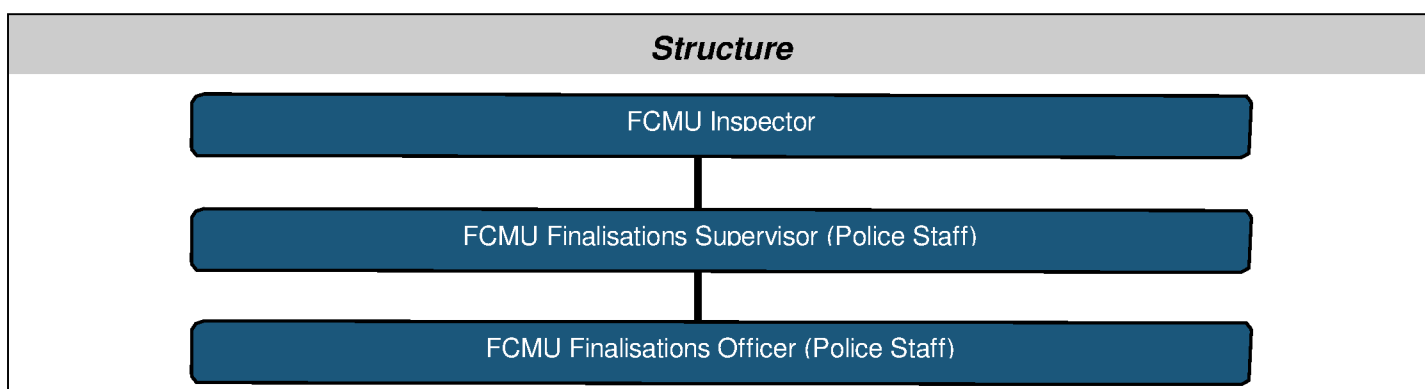 Structure
FCMU Inspector
FCMU Finalisations Supervisor (Police Staff)
FCMU Finalisations Officer (Police Staff)